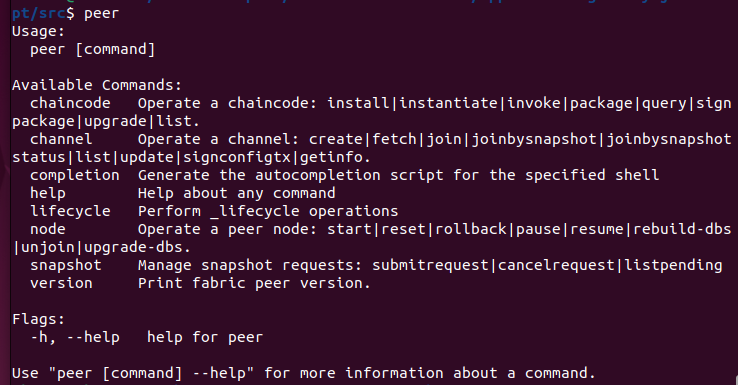 pt/src$ peer
Usage:
  peer [command]

Available Commands:
  chaincode   Operate a chaincode: install|instantiate|invoke|package|query|sign
package|upgrade|list.
  channel     Operate a channel: create|fetch|join|joinbysnapshot|joinbysnapshot
status|list|update|signconfigtx|getinfo.
  completion  Generate the autocompletion script for the specified shell
  help        Help about any command
  lifecycle   Perform _lifecycle operations
  node        Operate a peer node: start|reset|rollback|pause|resume|rebuild-dbs
|unjoin|upgrade-dbs.
  snapshot    Manage snapshot requests: submitrequest|cancelrequest|listpending
  version     Print fabric peer version.

Flags:
  -h, --help   help for peer

Use "peer [command] --help" for more information about a command.